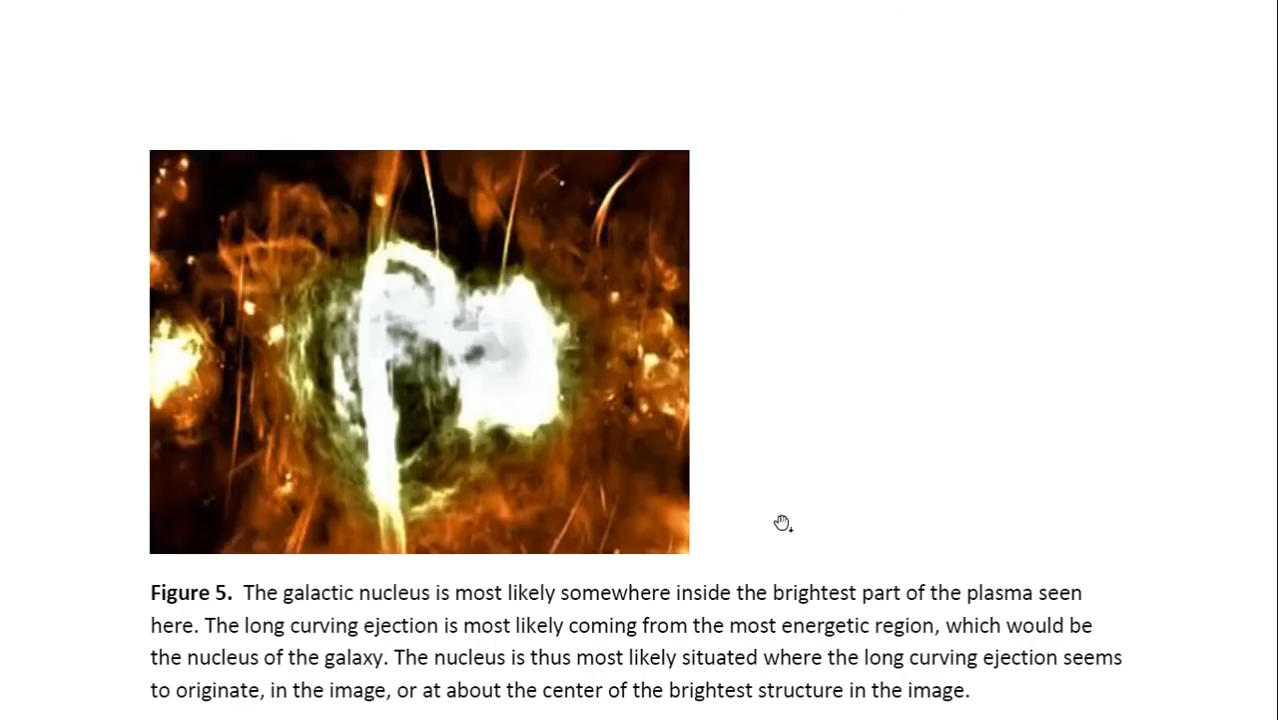 Figure 5. The galactic nucleus is most likely somewhere inside the brightest part of the plasma seen
here. The long curving ejection is most likely coming from the most energetic region, which would be
the nucleus of the galaxy. The nucleus is thus most likely situated where the long curving ejection seems
to originate, in the image, or at about the center of the brightest structure in the image.